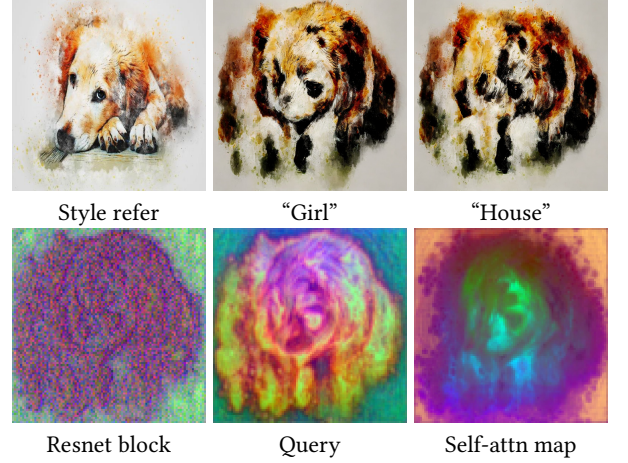 Style refer
“Girl”
“House”
Resnet block
Query
Self-attn map